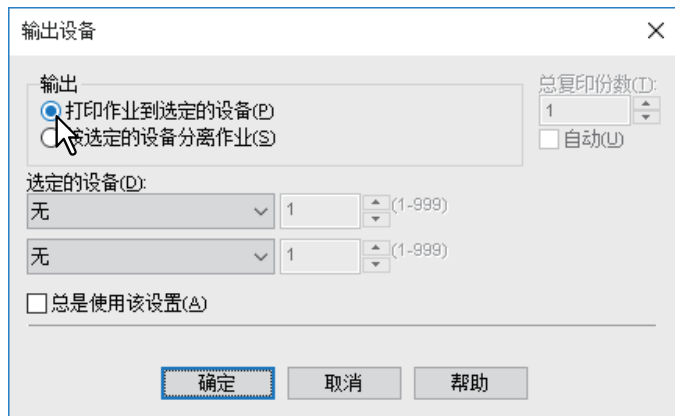 输出设备
输出
打印作业到选定的设备(P)
选定的设备分离作业(S)
总复印份数(T):
1
自动(U)
选定的设备(D):
无
1
(1-999)
无
1
(1-999)
总是使用该设置(A)
确定
取消
帮助